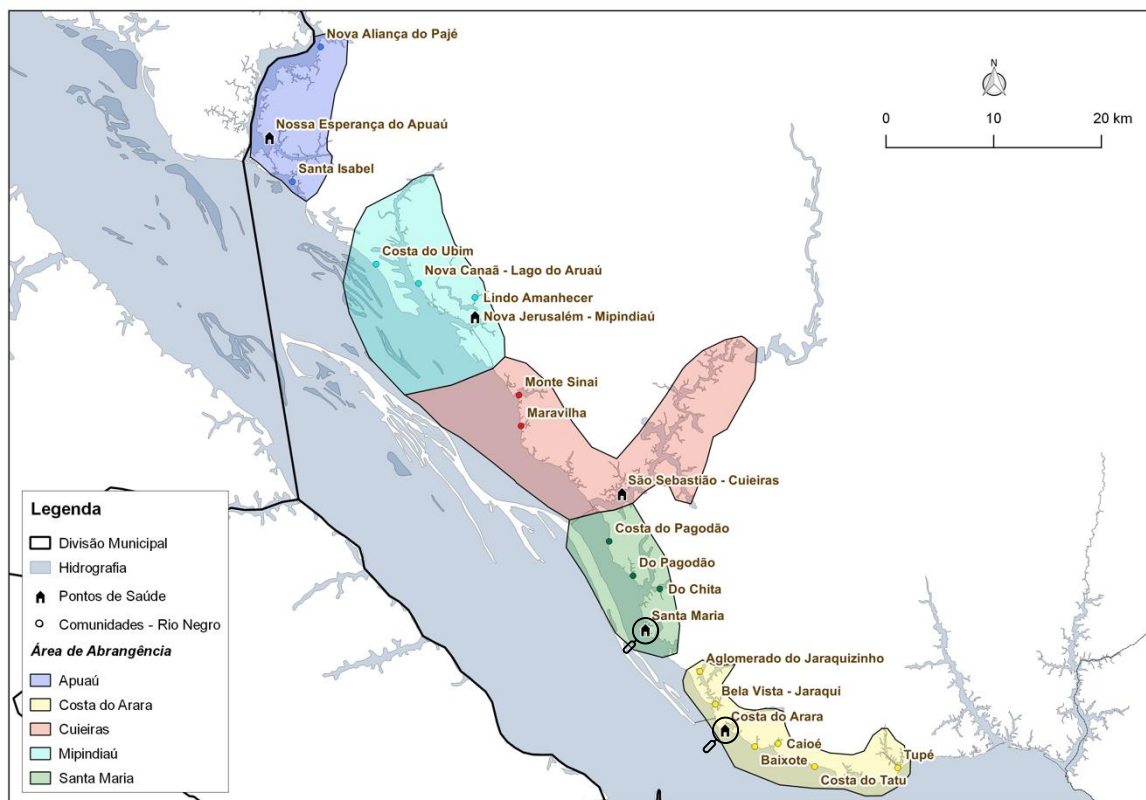 Nova Aliança do Pajé
N
0 10 20 km
Nossa Esperança do Apuaú
Santa Isabel
Costa do Ubim
Nova Canaã - Lago do Aruaú
Lindo Amanhecer
Nova Jerusalém - Mipindiaú
Monte Sinai
Maravilha
São Sebastião - Cuieiras
Costa do Pagodão
Do Pagodão
Do Chita
Santa Maria
Aglomerado do Jaraquizinho
Bela Vista - Jaraqui
Costa do Arara
Caioé
Baixote
Tupé
Costa do Tatu
Legenda
Divisão Municipal
Hidrografia
Pontos de Saúde
Comunidades - Rio Negro
Área de Abrangência
Apuaú
Costa do Arara
Cuieiras
Mipindiaú
Santa Maria